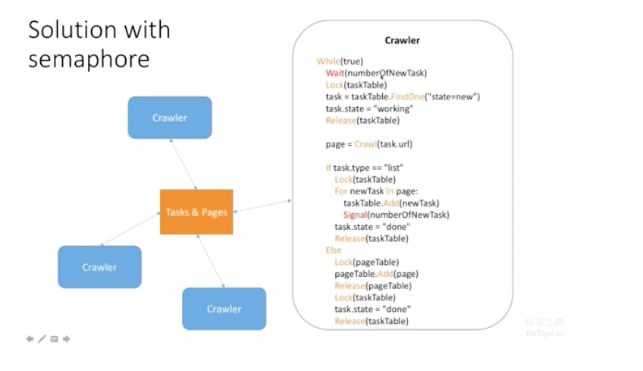 Solution with
semaphore
Crawler
Tasks & Pages
Crawler
Crawler
Crawler
While(true)
Wait(numberOfNewTask)
Lock(taskTable)
task = taskTable.FindOne("state=new")
task.state = "working"
Release(taskTable)
page = Crawl(task.url)
If task.type == "list"
Lock(taskTable)
For newTask In page:
taskTable.Add(newTask)
Signal(numberOfNewTask)
task.state = "done"
Release(taskTable)
Else
Lock(pageTable)
pageTable.Add(page)
Release(pageTable)
Lock(taskTable)
task.state = "done"
Release(taskTable)